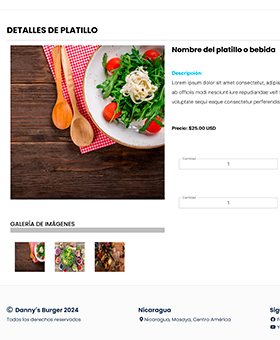 DETALLES DE PLATILLO
Nombre del platillo o bebida
Descripción:
Lorem ipsum dolor sit amet consectetur, adipisi
ab officiis modi incidunt iure repudiandae vel!
voluptate sequi eaque consectetur perferendis
Precio: $25.00 USD
Cantidad
1
Cantidad
1
GALERÍA DE IMÁGENES
© Danny's Burger 2024
Todos los derechos reservados
Nicaragua
Nicaragua, Masaya, Centro América
Síg
F
Y